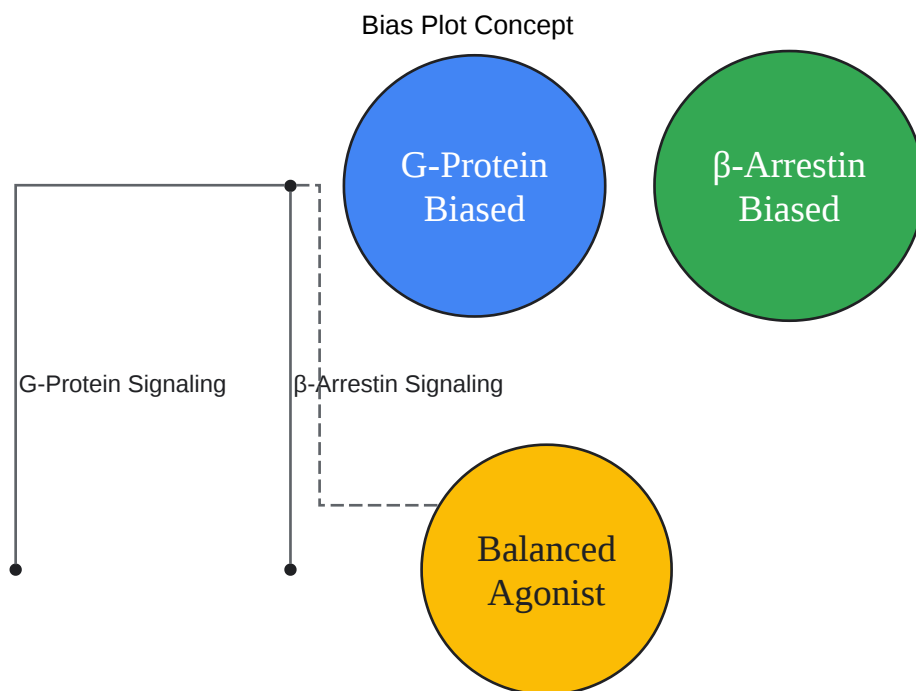 Bias Plot Concept
G-Protein
Biased
β-Arrestin
Biased
G-Protein Signaling
β-Arrestin Signaling
Balanced
Agonist